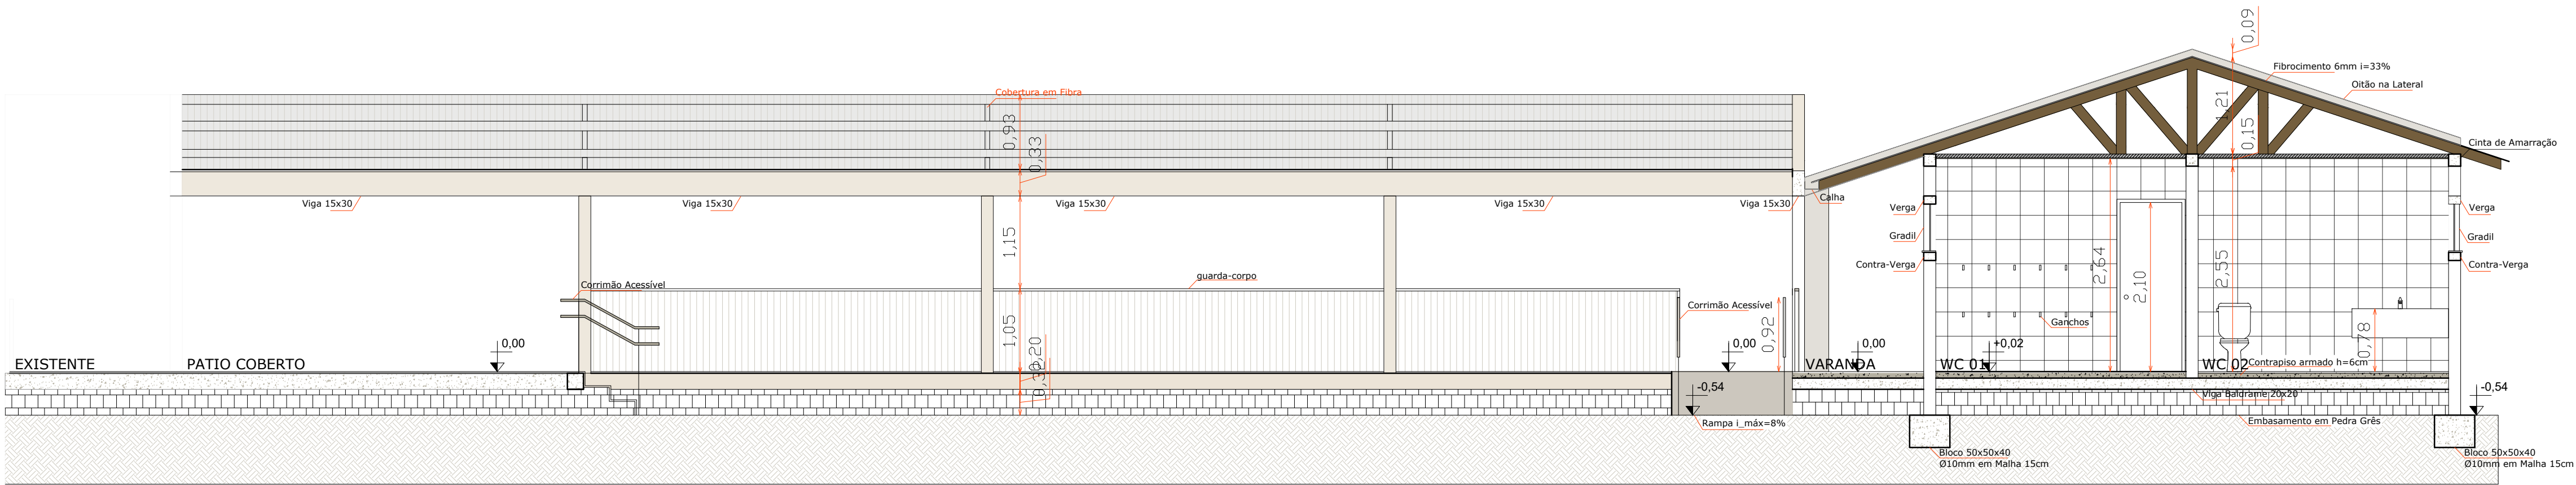 0,09
Fibrocimento 6mm i=33%
Oitão na Lateral
Cobertura em Fibra
1,21
0,93
0,15
0,33
Cinta de Amarração
Viga 15x30
Viga 15x30
Viga 15x30
Viga 15x30
Viga 15x30
Calha
Verga
Verga
Gradil
Gradil
1,15
Contra-Verga
Contra-Verga
2,64
2,55
guarda-corpo
Corrimão Acessível
2,10
Corrimão Acessível
Ganchos
1,05
0,92
0,78
0,00
0,00
0,00
+0,02
0,20
EXISTENTE
PATIO COBERTO
VARANDA
WC 01
WC 02
Contrapiso armado h=6cm
-0,54
-0,54
Viga Baldrame 20x20
Rampa i_máx=8%
Embasamento em Pedra Grês
Bloco 50x50x40
Ø10mm em Malha 15cm
Bloco 50x50x40
Ø10mm em Malha 15cm